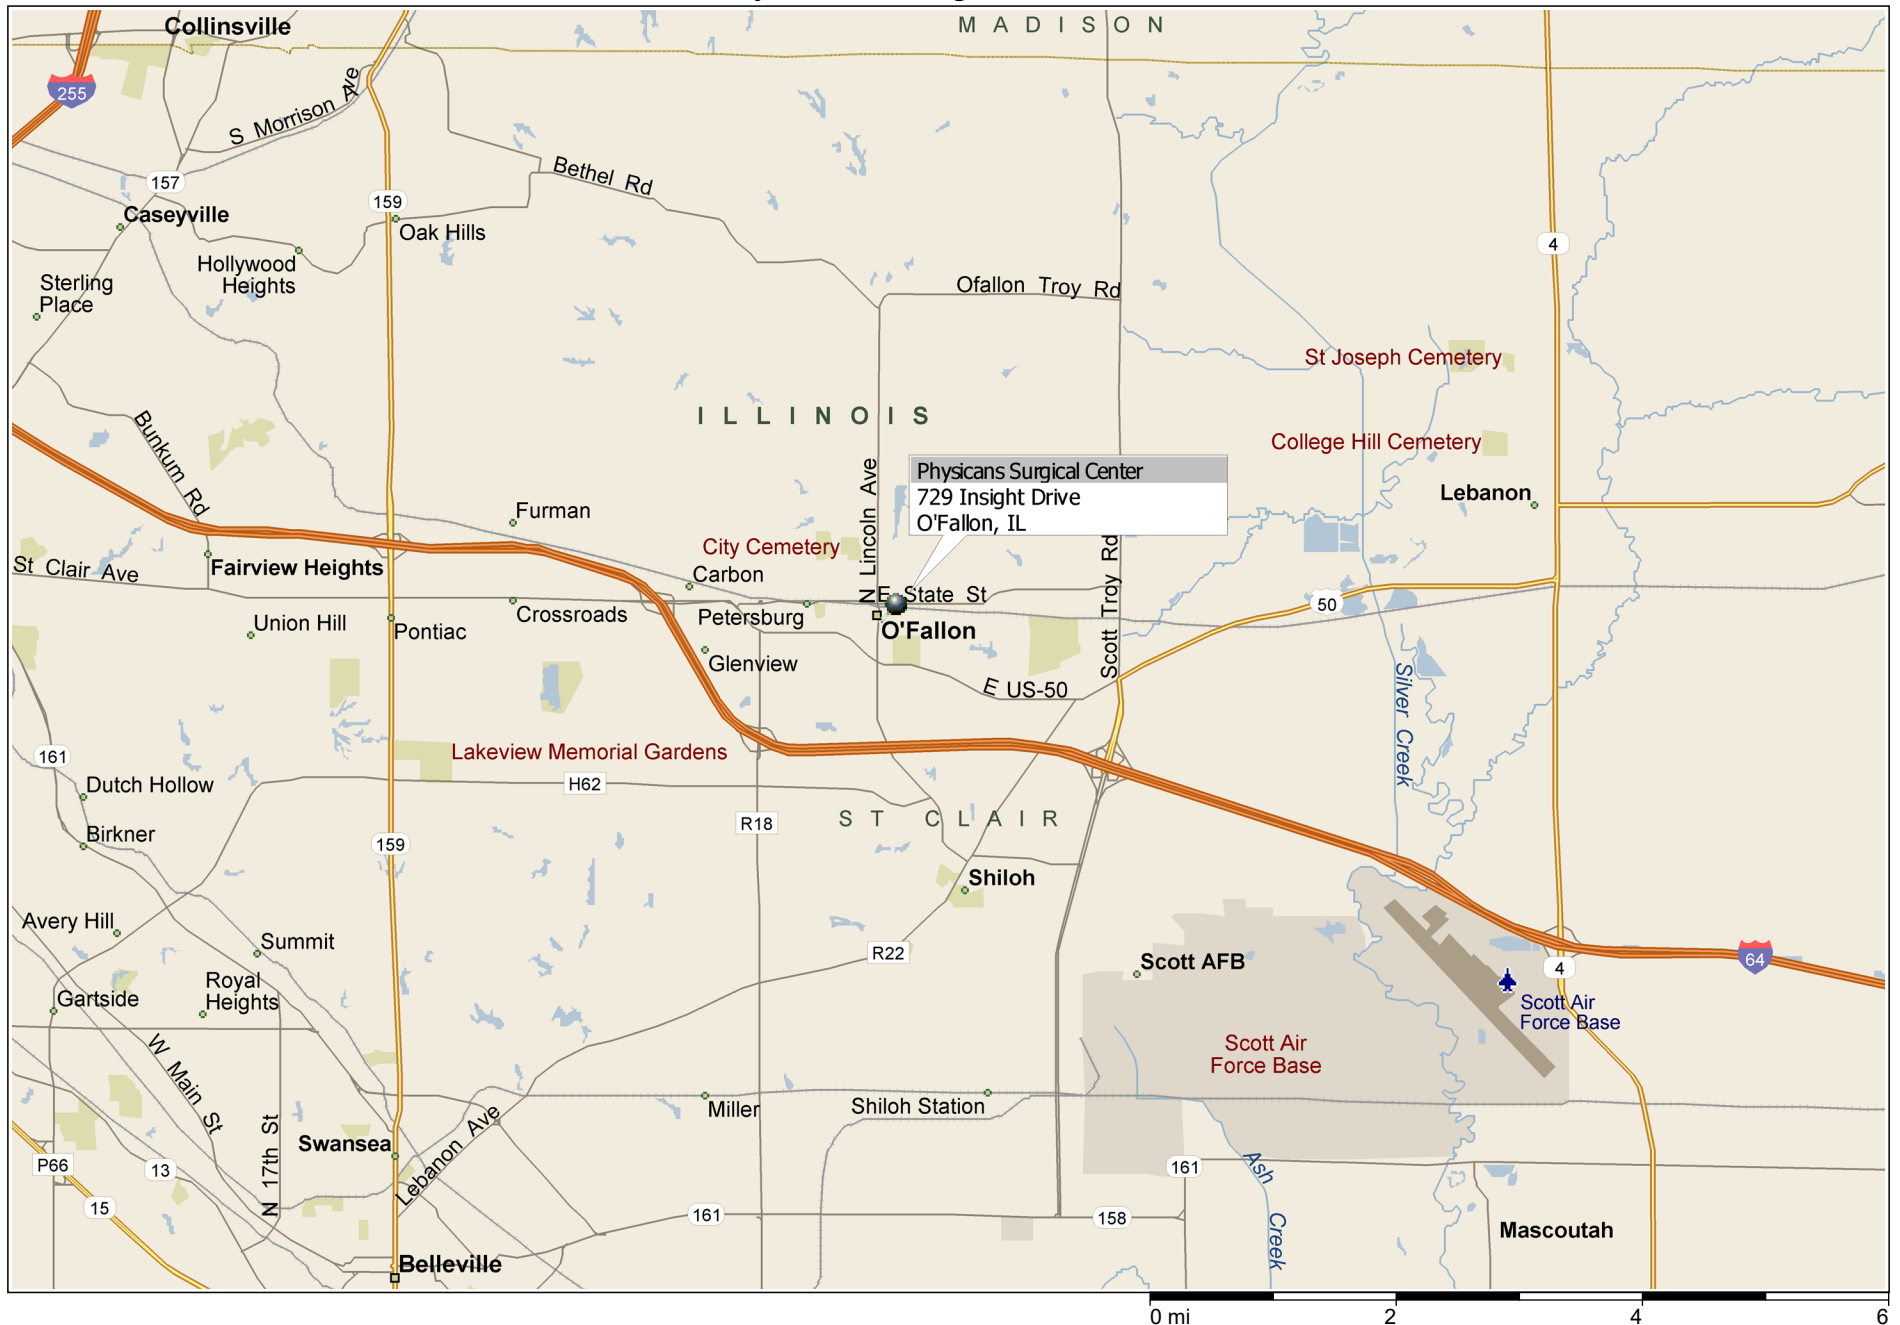 Collinsville
MADISON
255
S Morrison Ave
157
Bethel Rd
159
Caseyville
Oak Hills
4
Hollywood
Heights
Sterling
Place
Ofallon Troy Rd
St Joseph Cemetery
ILLINOIS
Bunkum Rd
College Hill Cemetery
Physicans Surgical Center
729 Insight Drive
O'Fallon, IL
N Lincoln Ave
Lebanon
Furman
City Cemetery
Scott Troy Rd
St Clair Ave
Fairview Heights
Carbon
E State St
50
Crossroads
Petersburg
Union Hill
Pontiac
O'Fallon
Glenview
E US-50
Silver Creek
161
Lakeview Memorial Gardens
Dutch Hollow
H62
R18
ST CLAIR
Birkner
159
Shiloh
Avery Hill
Summit
R22
Scott AFB
64
4
Royal
Heights
Gartside
Scott Air
Force Base
W Main St
Scott Air
Force Base
Miller
Shiloh Station
N 17th St
Swansea
Lebanon Ave
P66
13
161
Ash Creek
15
161
158
Mascoutah
Belleville
0 mi
2
4
6